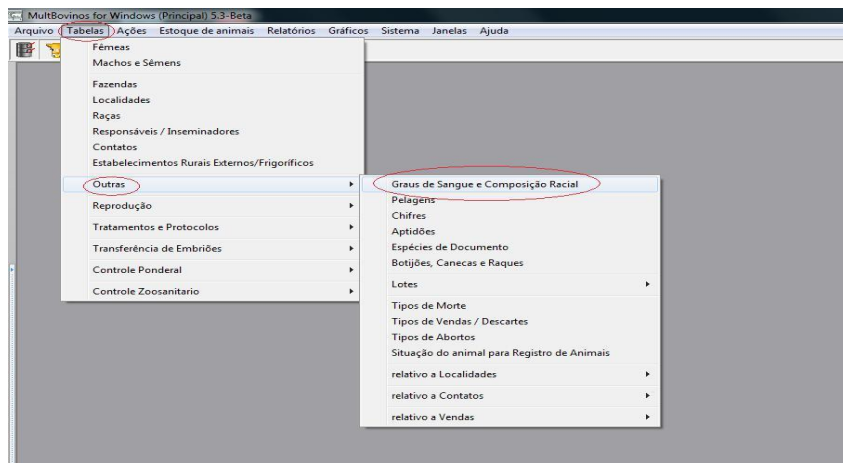 MultBovinos for Windows (Principal) 5.3-Beta
Arquivo Tabelas Ações Estoque de animais Relatórios Gráficos Sistema Janelas Ajuda
Fêmeas
Machos e Sêmens
Fazendas
Localidades
Raças
Responsáveis / Inseminadores
Contatos
Estabelecimentos Rurais Externos/Frigoríficos
Outras
Reprodução
Tratamentos e Protocolos
Transferência de Embriões
Controle Ponderal
Controle Zoosanitario
Graus de Sangue e Composição Racial
Pelagens
Chifres
Aptidões
Espécies de Documento
Botijões, Canecas e Raques
Lotes
Tipos de Morte
Tipos de Vendas / Descartes
Tipos de Abortos
Situação do animal para Registro de Animais
relativo a Localidades
relativo a Contatos
relativo a Vendas